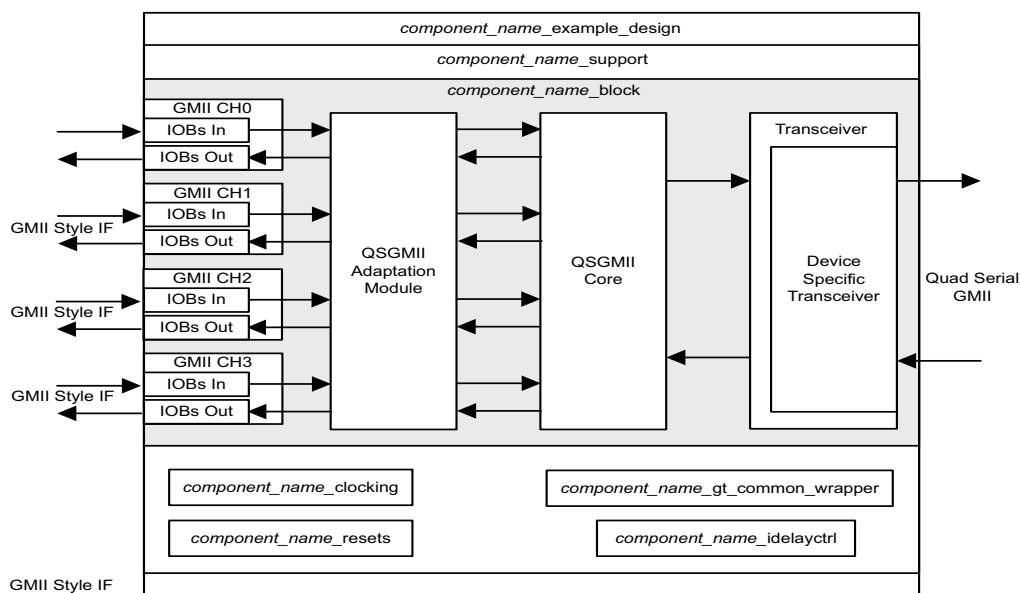 component_name_example_design
component_name_support
component_name_block
GMII CH0
IOBs In
IOBs Out
GMII CH1
IOBs In
IOBs Out
GMII Style IF
GMII CH2
IOBs In
IOBs Out
GMII Style IF
GMII CH3
IOBs In
IOBs Out
GMII Style IF
QSGMII
Adaptation
Module
QSGMII
Core
Transceiver
Device
Specific
Transceiver
Quad Serial
GMII
component_name_clocking
component_name_gt_common_wrapper
component_name_resets
component_name_idelayctrl
GMII Style IF